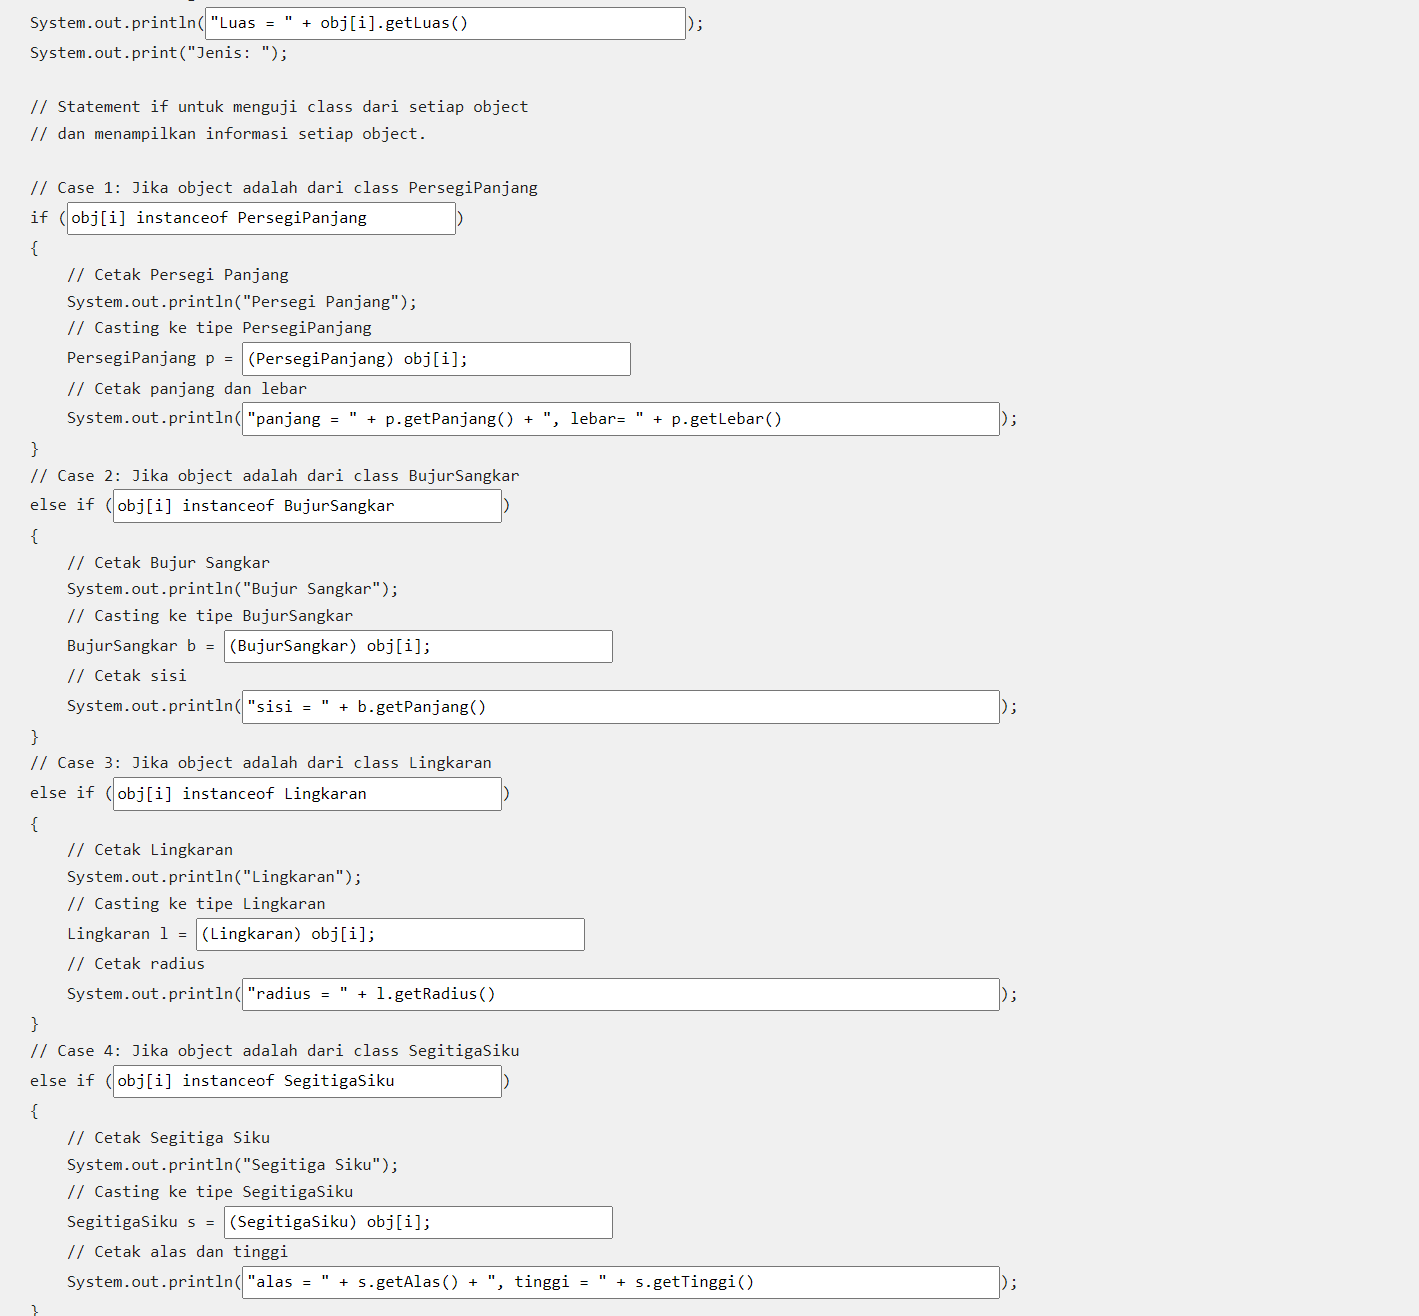 System.out.println("Luas = " + obj[i].getLuas());
System.out.print("Jenis: ");
// Statement if untuk menguji class dari setiap object
// dan menampilkan informasi setiap object.
// Case 1: Jika object adalah dari class PersegiPanjang
if (obj[i] instanceof PersegiPanjang)
{
// Cetak Persegi Panjang
System.out.println("Persegi Panjang");
// Casting ke tipe PersegiPanjang
PersegiPanjang p = (PersegiPanjang) obj[i];
// Cetak panjang dan lebar
System.out.println("panjang = " + p.getPanjang() + ", lebar= " + p.getLebar());
}
// Case 2: Jika object adalah dari class BujurSangkar
else if (obj[i] instanceof BujurSangkar)
{
// Cetak Bujur Sangkar
System.out.println("Bujur Sangkar");
// Casting ke tipe BujurSangkar
BujurSangkar b = (BujurSangkar) obj[i];
// Cetak sisi
System.out.println("sisi = " + b.getPanjang());
}
// Case 3: Jika object adalah dari class Lingkaran
else if (obj[i] instanceof Lingkaran)
{
// Cetak Lingkaran
System.out.println("Lingkaran");
// Casting ke tipe Lingkaran
Lingkaran l = (Lingkaran) obj[i];
// Cetak radius
System.out.println("radius = " + l.getRadius());
}
// Case 4: Jika object adalah dari class SegitigaSiku
else if (obj[i] instanceof SegitigaSiku)
{
// Cetak Segitiga Siku
System.out.println("Segitiga Siku");
// Casting ke tipe SegitigaSiku
SegitigaSiku s = (SegitigaSiku) obj[i];
// Cetak alas dan tinggi
System.out.println("alas = " + s.getAlas() + ", tinggi = " + s.getTinggi());
}